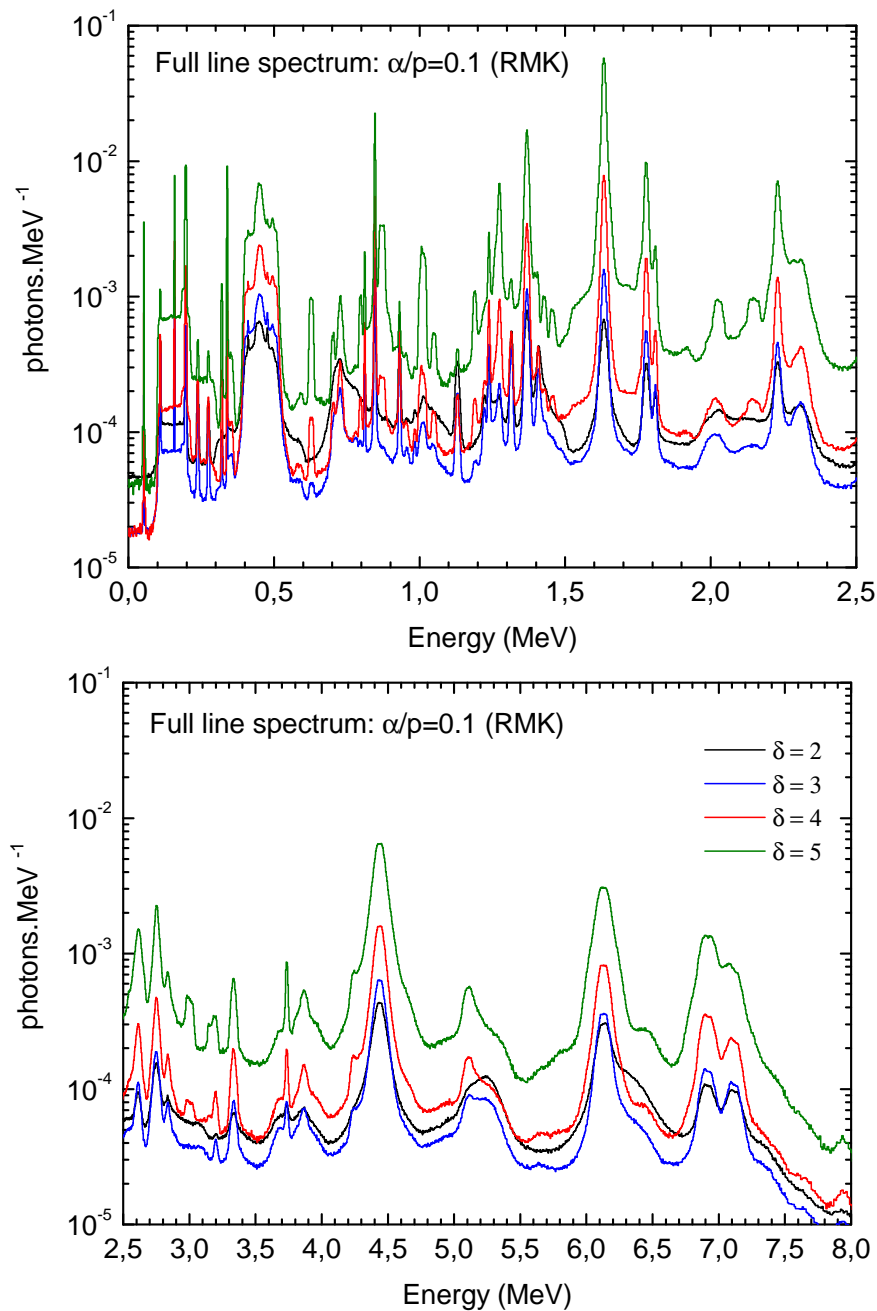 10⁻¹
Full line spectrum: α/p=0.1 (RMK)
10⁻²
10⁻³
10⁻⁴
10⁻⁵
photons.MeV⁻¹
0,0 0,5 1,0 1,5 2,0 2,5
Energy (MeV)
10⁻¹
Full line spectrum: α/p=0.1 (RMK)
δ = 2
δ = 3
δ = 4
δ = 5
10⁻²
10⁻³
10⁻⁴
10⁻⁵
photons.MeV⁻¹
2,5 3,0 3,5 4,0 4,5 5,0 5,5 6,0 6,5 7,0 7,5 8,0
Energy (MeV)